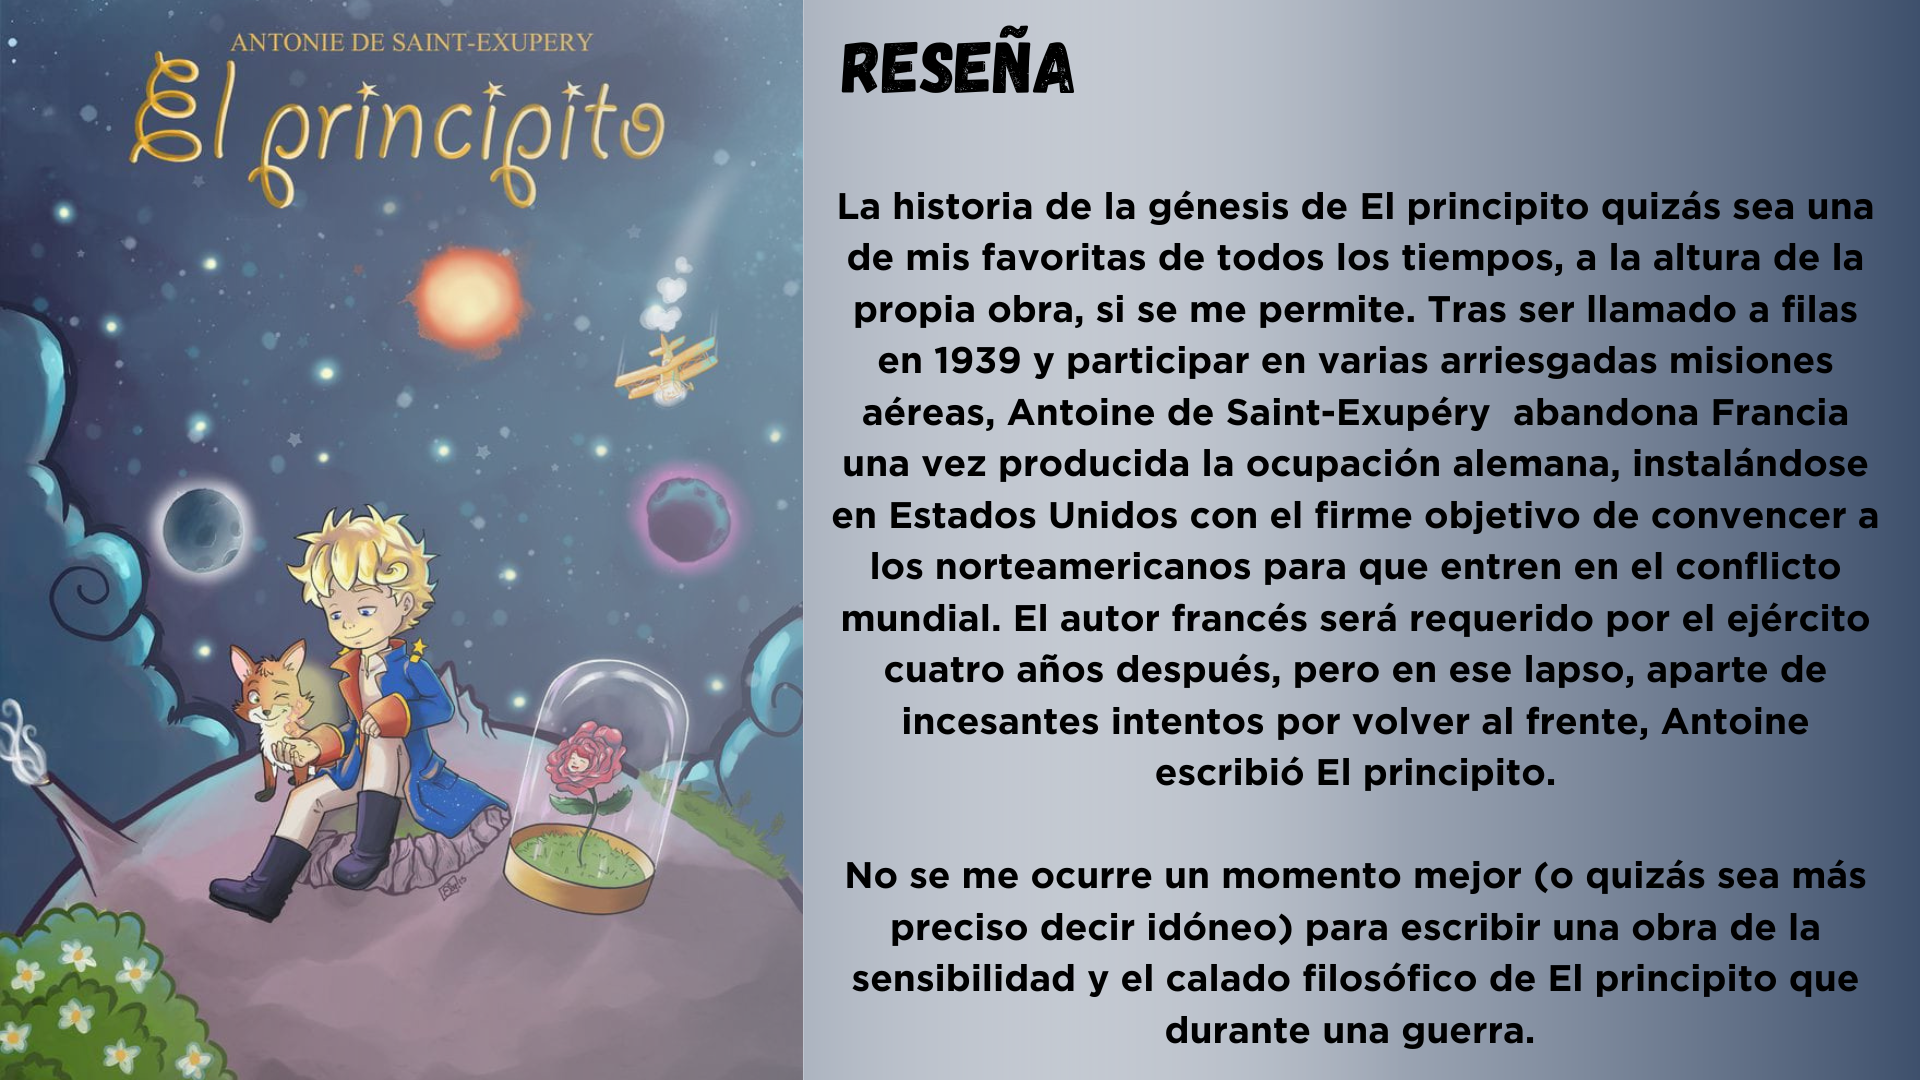 ANTONIE DE SAINT-EXUPERY
El principito
RESEÑA
La historia de la génesis de El principito quizás sea una
de mis favoritas de todos los tiempos, a la altura de la
propia obra, si se me permite. Tras ser llamado a filas
en 1939 y participar en varias arriesgadas misiones
aéreas, Antoine de Saint-Exupéry  abandona Francia
una vez producida la ocupación alemana, instalándose
en Estados Unidos con el firme objetivo de convencer a
los norteamericanos para que entren en el conflicto
mundial. El autor francés será requerido por el ejército
cuatro años después, pero en ese lapso, aparte de
incesantes intentos por volver al frente, Antoine
escribió El principito.
No se me ocurre un momento mejor (o quizás sea más
preciso decir idóneo) para escribir una obra de la
sensibilidad y el calado filosófico de El principito que
durante una guerra.